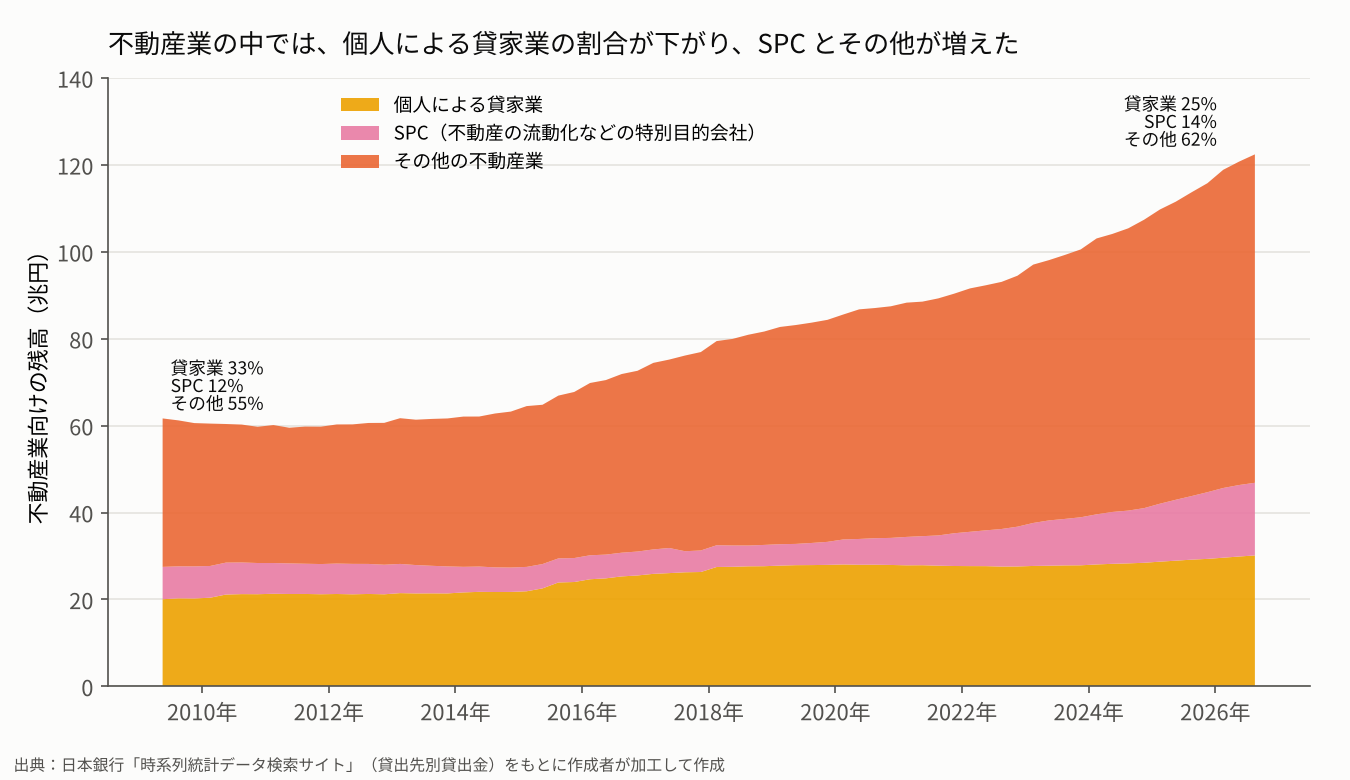 不動産業の中では、個人による貸家業の割合が下がり、SPC とその他が増えた
個人による貸家業
SPC（不動産の流動化などの特別目的会社）
その他の不動産業
貸家業 25%
SPC 14%
その他 62%
貸家業 33%
SPC 12%
その他 55%
不動産業向けの残高（兆円）
140
120
100
80
60
40
20
0
2010年
2012年
2014年
2016年
2018年
2020年
2022年
2024年
2026年
出典：日本銀行「時系列統計データ検索サイト」（貸出先別貸出金）をもとに作成者が加工して作成